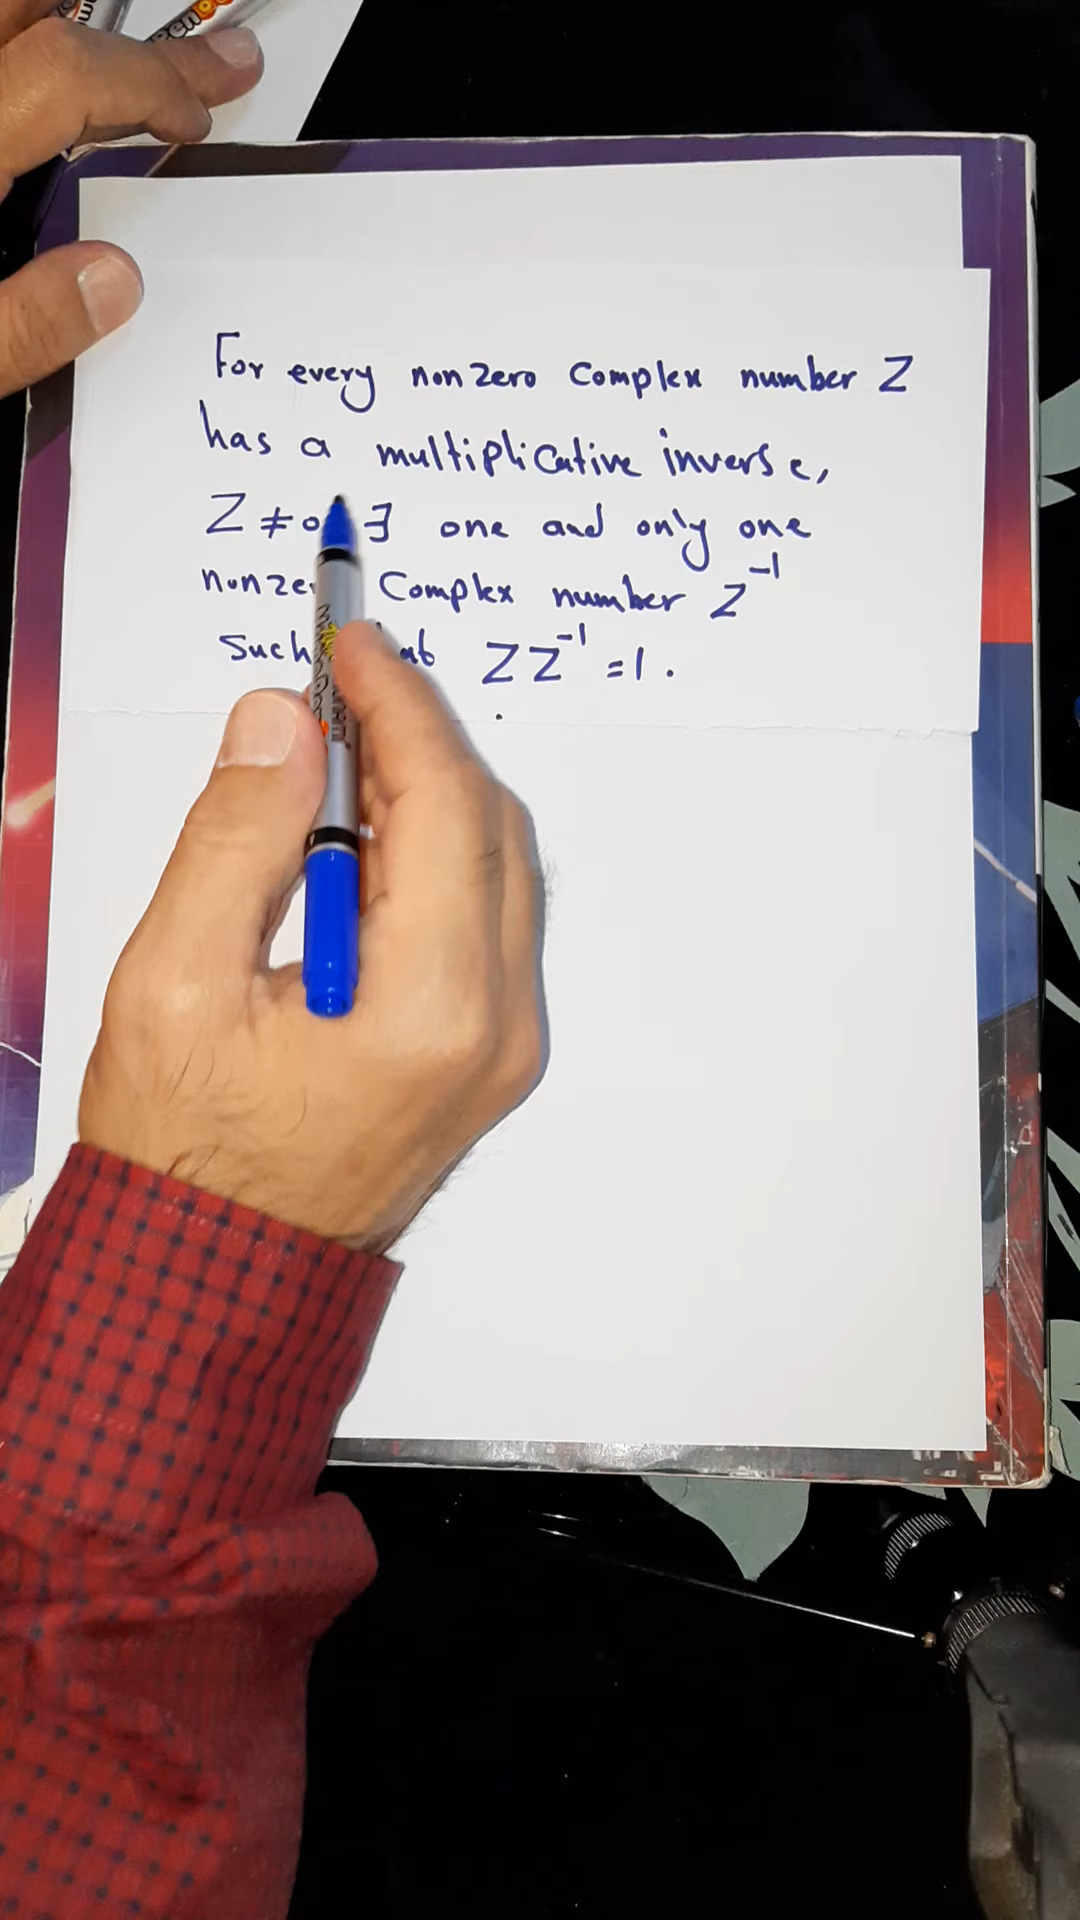 For every nonzero Complex number Z
has a multiplicative inverse,
Z ≠ 0 ∃ one and only one
Complex number Z⁻¹
Such Z Z⁻¹ = 1 .